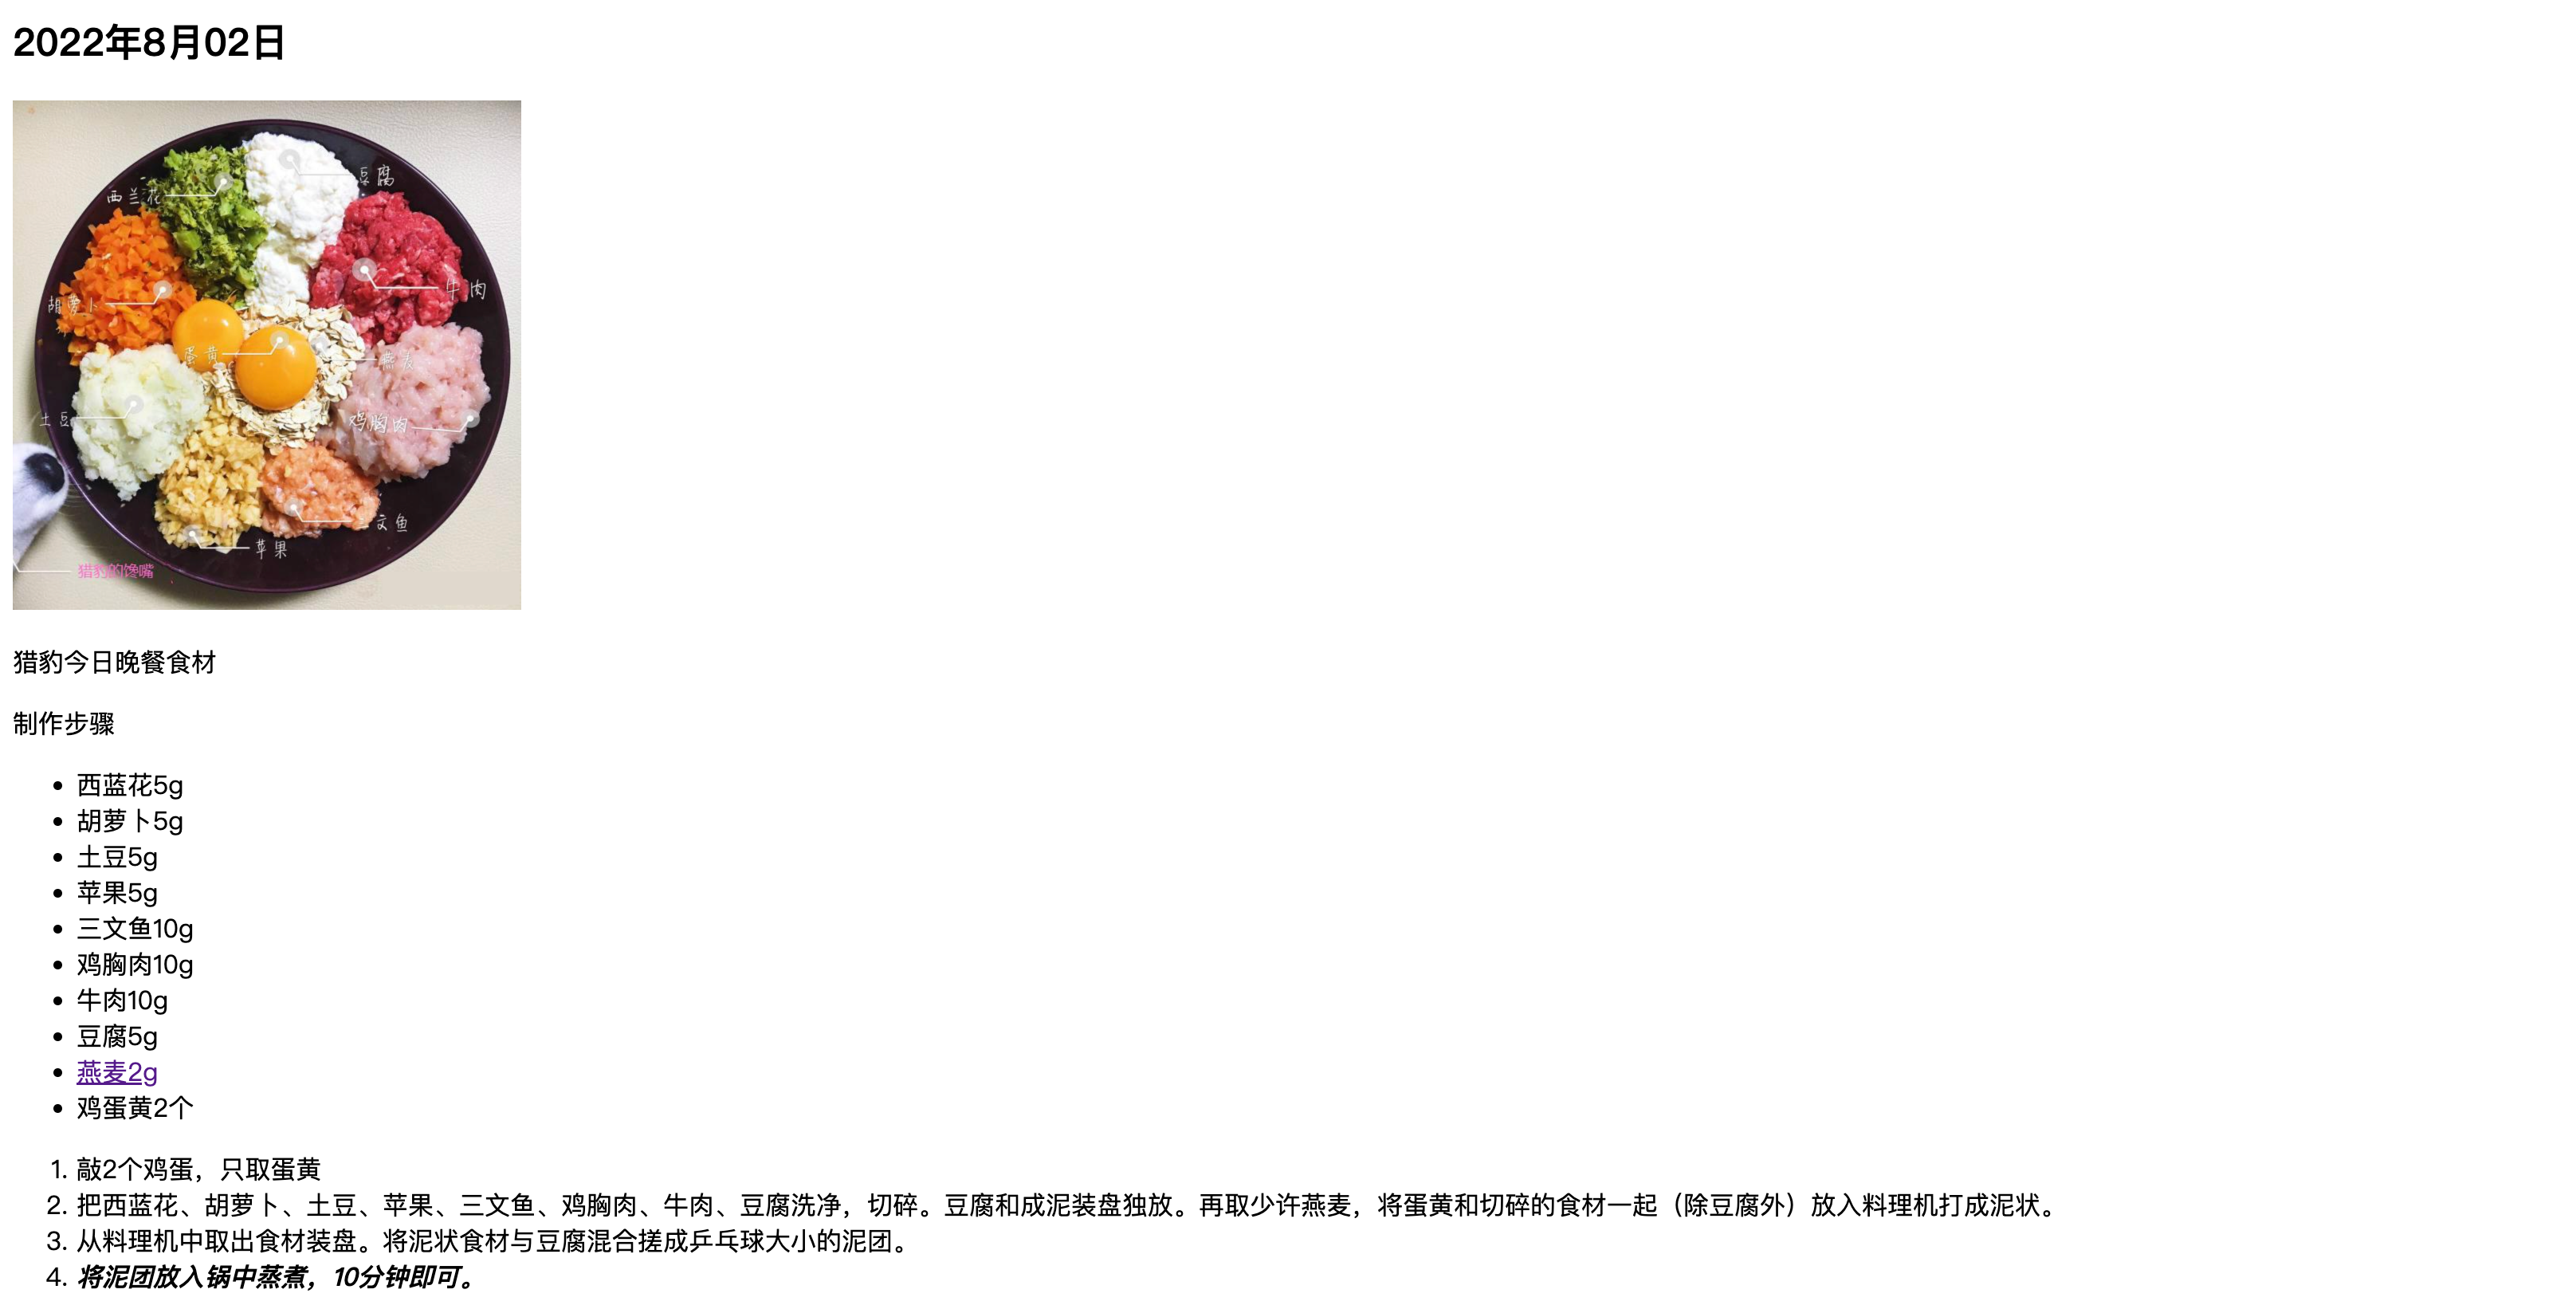 2022年8月02日
西兰花
豆腐
牛肉
胡萝卜
蛋黄
燕麦
土豆
鸡胸肉
三文鱼
苹果
猎豹的馋嘴
猎豹今日晚餐食材
制作步骤
西蓝花5g
胡萝卜5g
土豆5g
苹果5g
三文鱼10g
鸡胸肉10g
牛肉10g
豆腐5g
燕麦2g
鸡蛋黄2个
1. 敲2个鸡蛋，只取蛋黄
2. 把西蓝花、胡萝卜、土豆、苹果、三文鱼、鸡胸肉、牛肉、豆腐洗净，切碎。豆腐和成泥装盘独放。再取少许燕麦，将蛋黄和切碎的食材一起（除豆腐外）放入料理机打成泥状。
3. 从料理机中取出食材装盘。将泥状食材与豆腐混合搓成乒乓球大小的泥团。
4. 将泥团放入锅中蒸煮，10分钟即可。